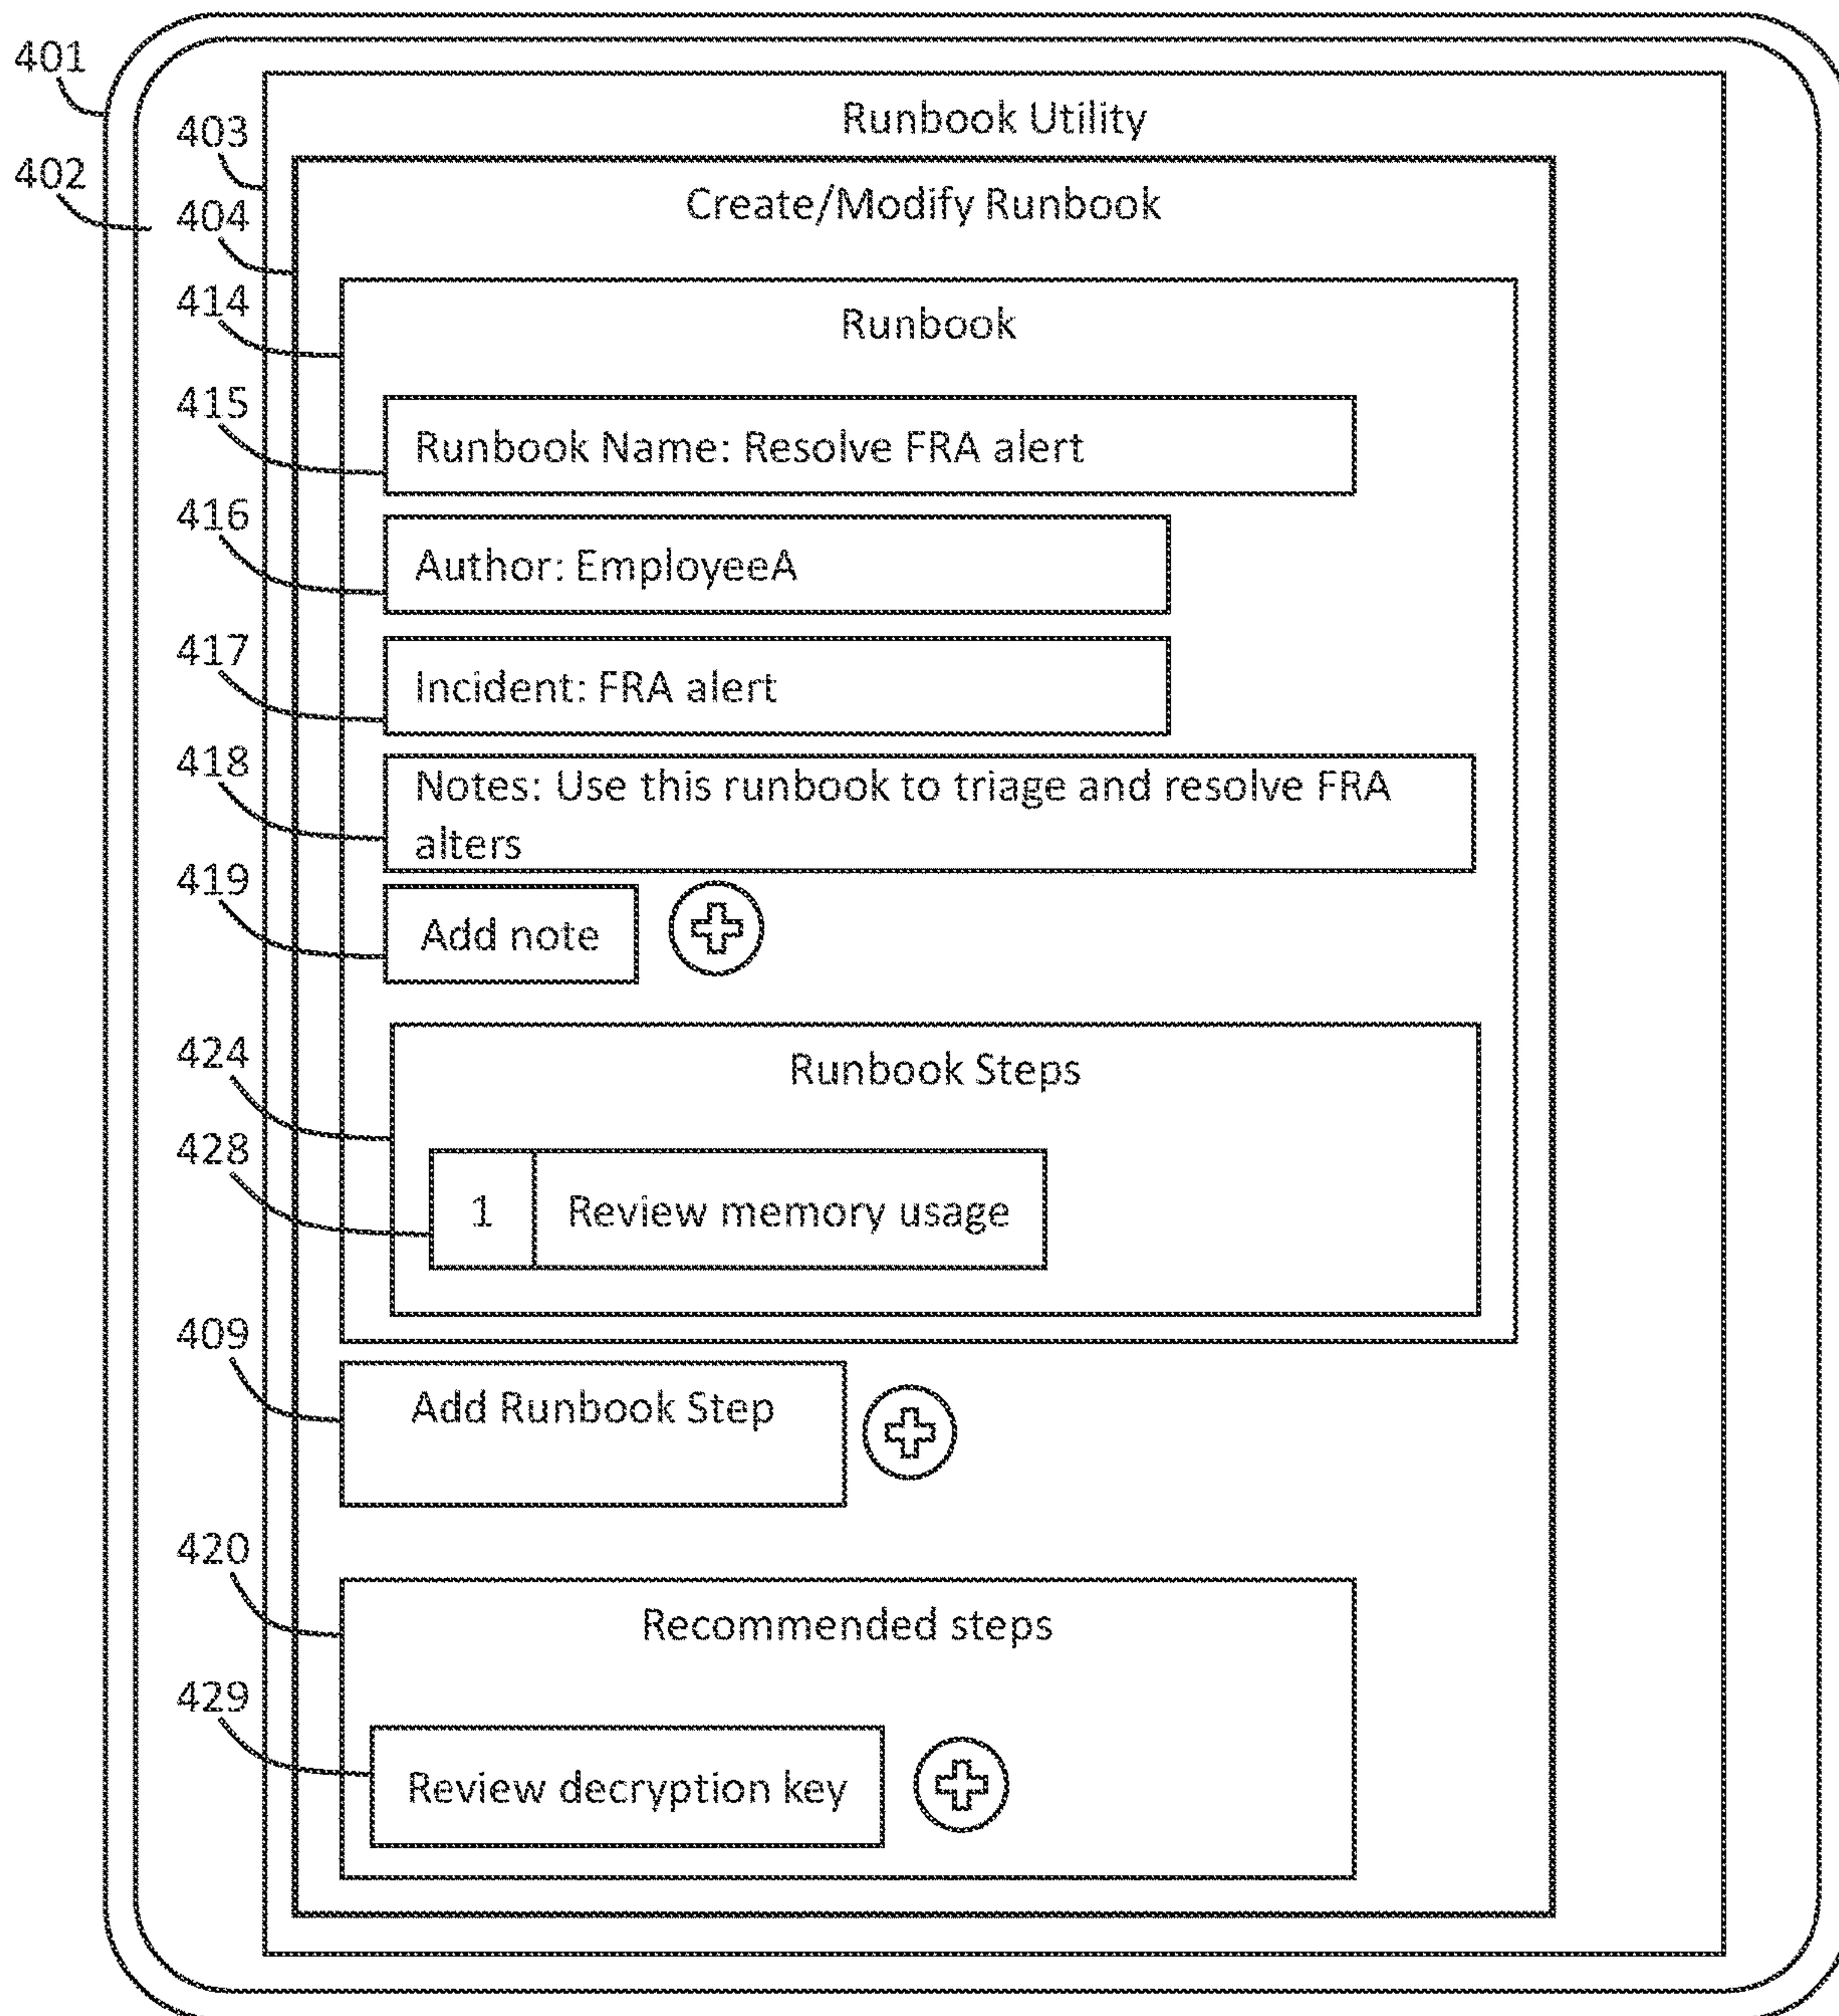 401
Runbook Utility
403
402
Create/Modify Runbook
404
414
Runbook
415
Runbook Name: Resolve FRA alert
416
Author: EmployeeA
417
Incident: FRA alert
418
Notes: Use this runbook to triage and resolve FRA
alters
419
Add note
424
Runbook Steps
428
1 Review memory usage
409
Add Runbook Step
420
Recommended steps
429
Review decryption key